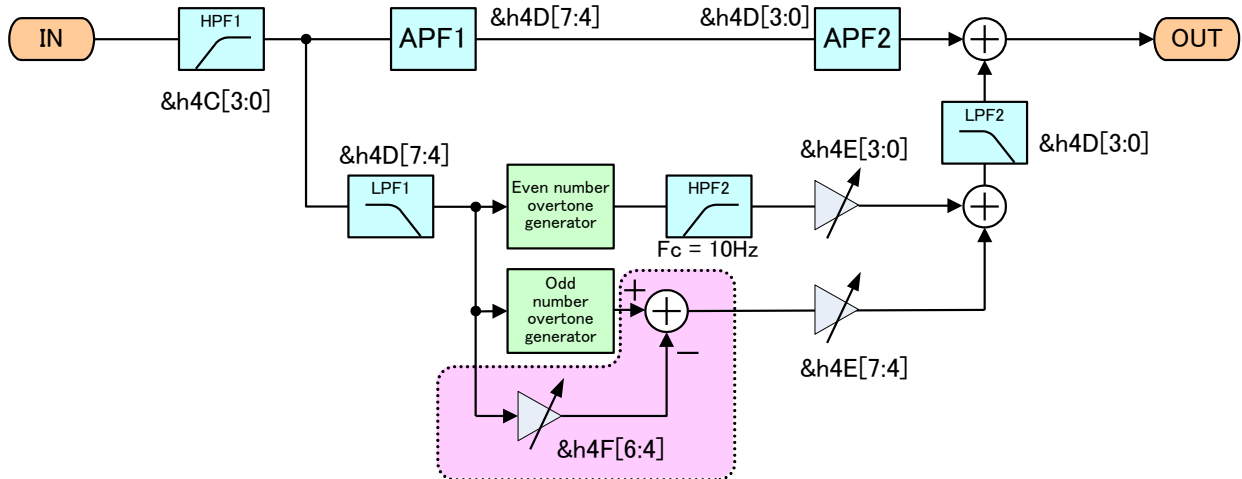 IN
HPF1
&h4C[3:0]
APF1
&h4D[7:4]
&h4D[3:0]
APF2
+
OUT
LPF2
&h4D[3:0]
&h4D[7:4]
LPF1
Even number
overtone
generator
HPF2
Fc = 10Hz
&h4E[3:0]
+
Odd
number
overtone
generator
+
+
−
&h4E[7:4]
&h4F[6:4]